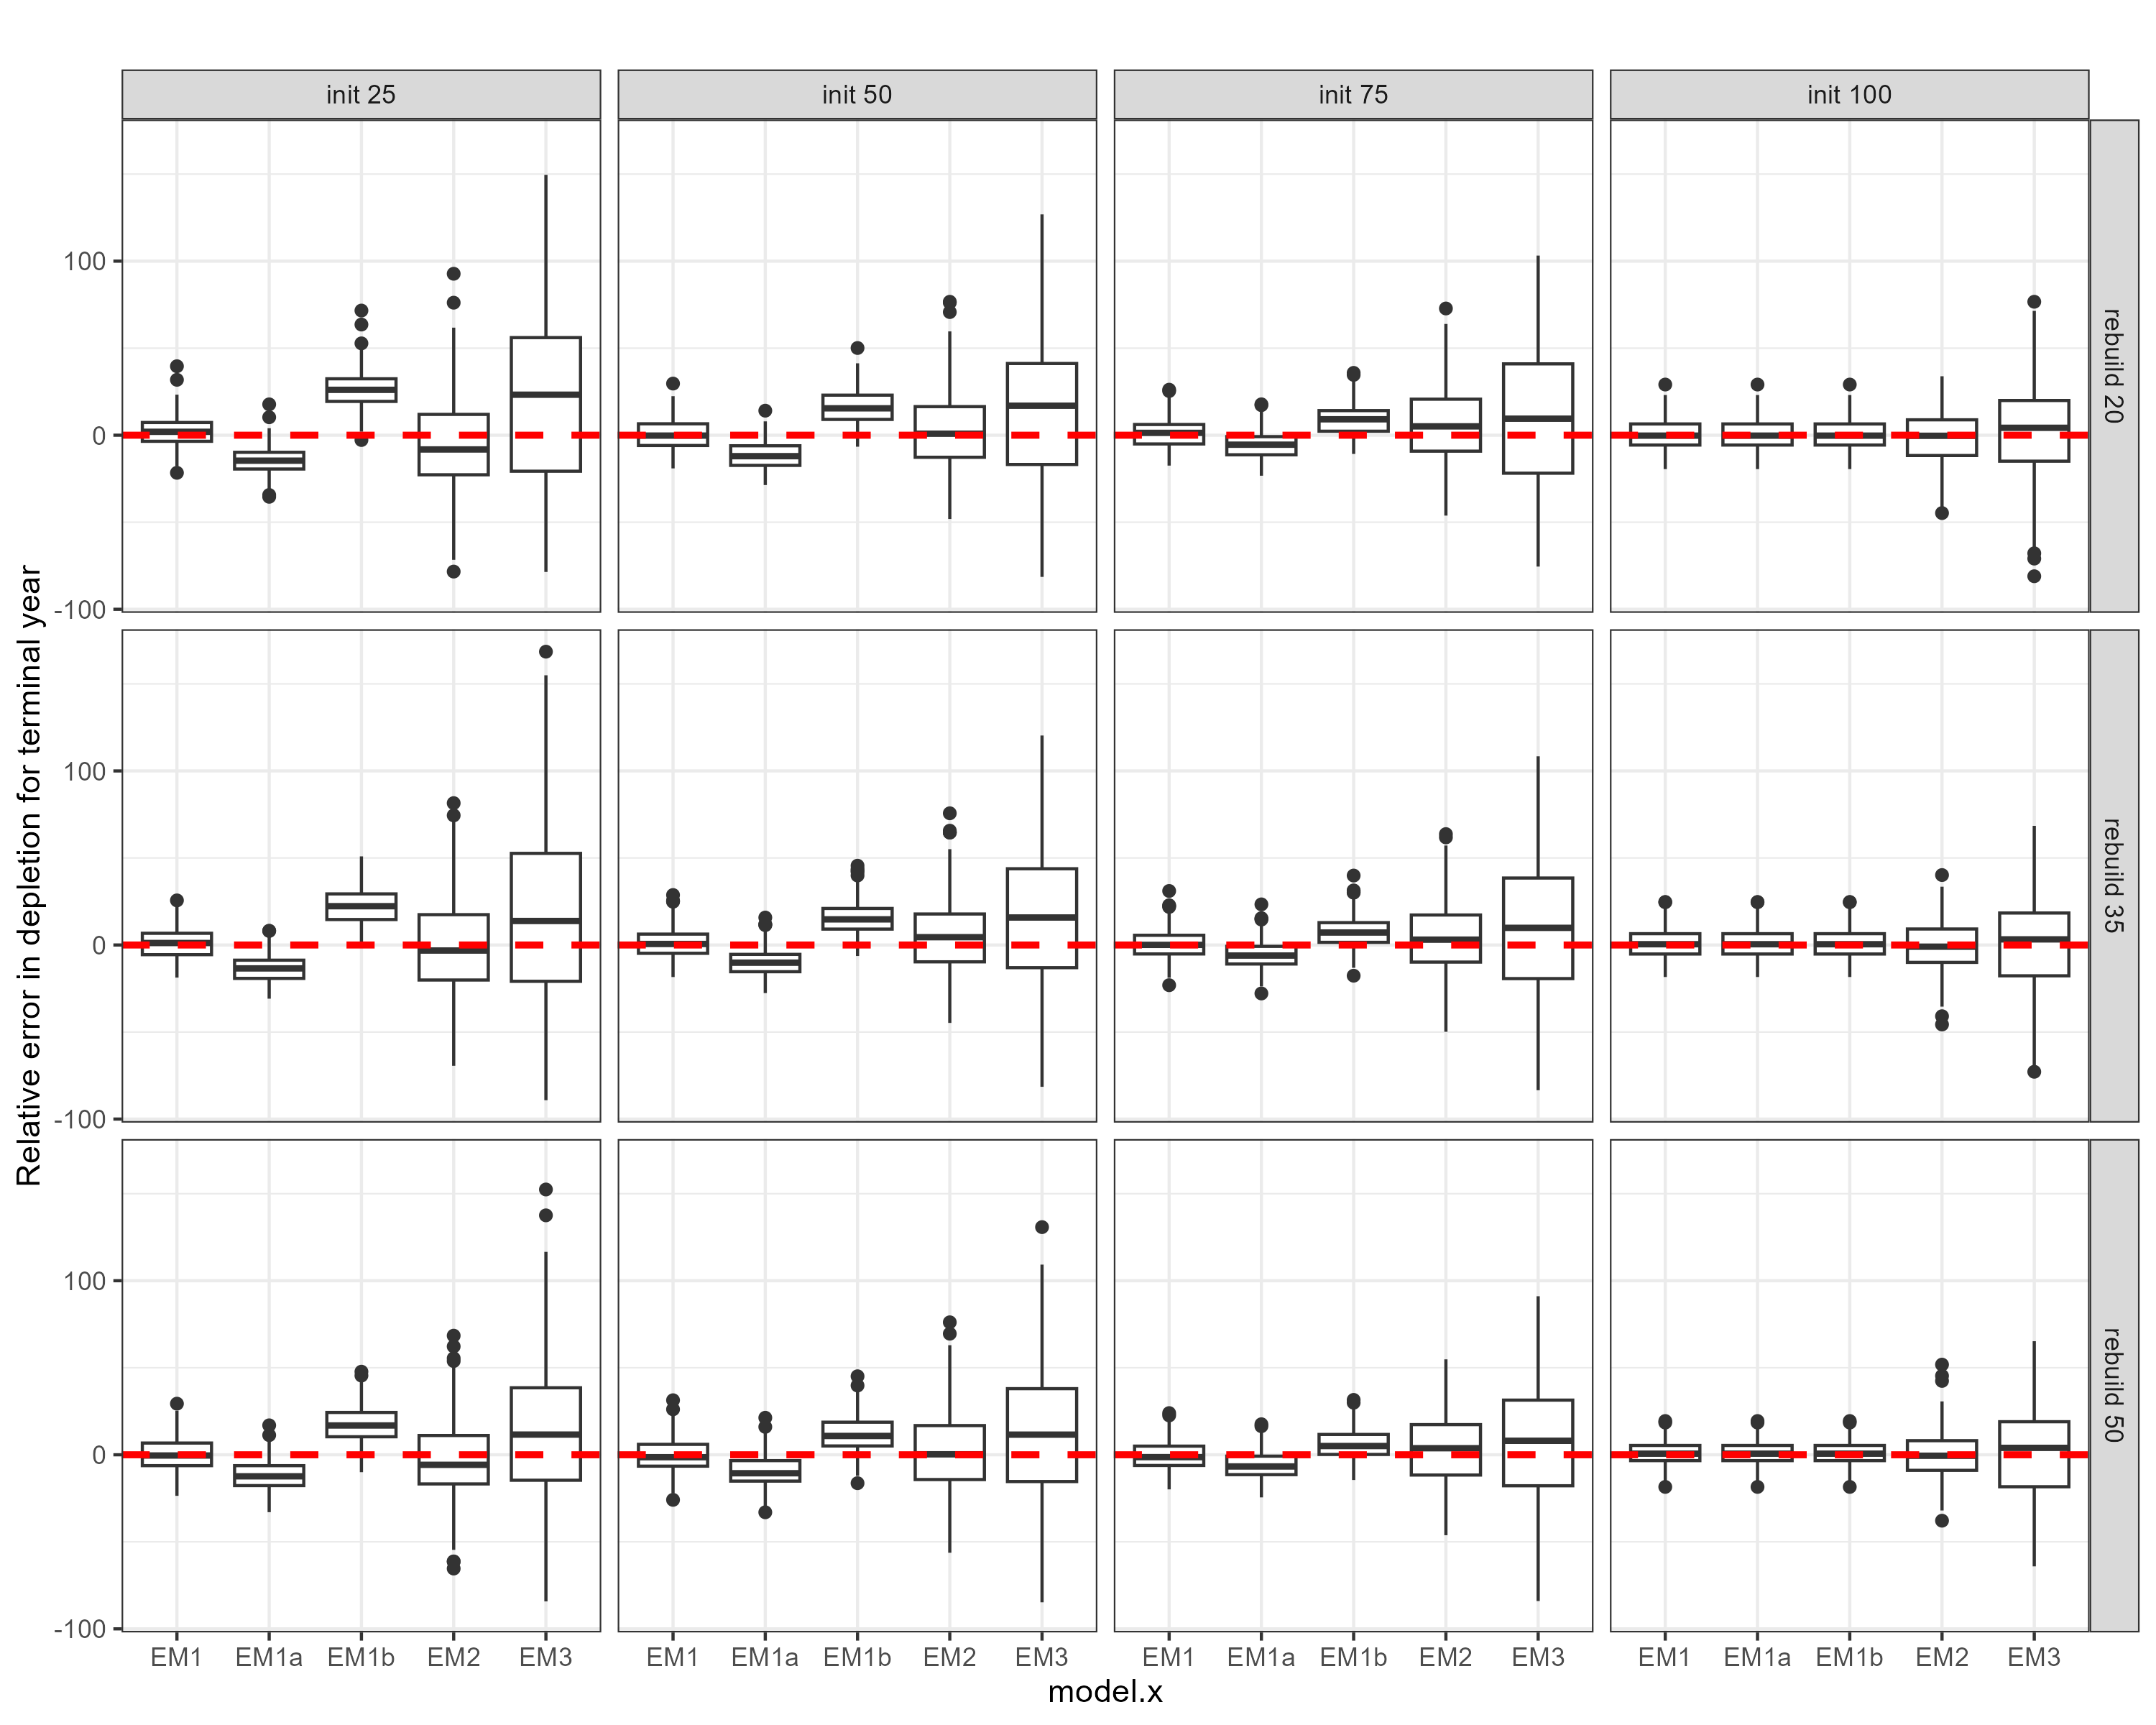 init 25
init 50
init 75
init 100
Relative error in depletion for terminal year
100
0
-100
rebuild 20
100
0
-100
rebuild 35
100
0
-100
rebuild 50
EM1 EM1a EM1b EM2 EM3
EM1 EM1a EM1b EM2 EM3
EM1 EM1a EM1b EM2 EM3
EM1 EM1a EM1b EM2 EM3
model.x